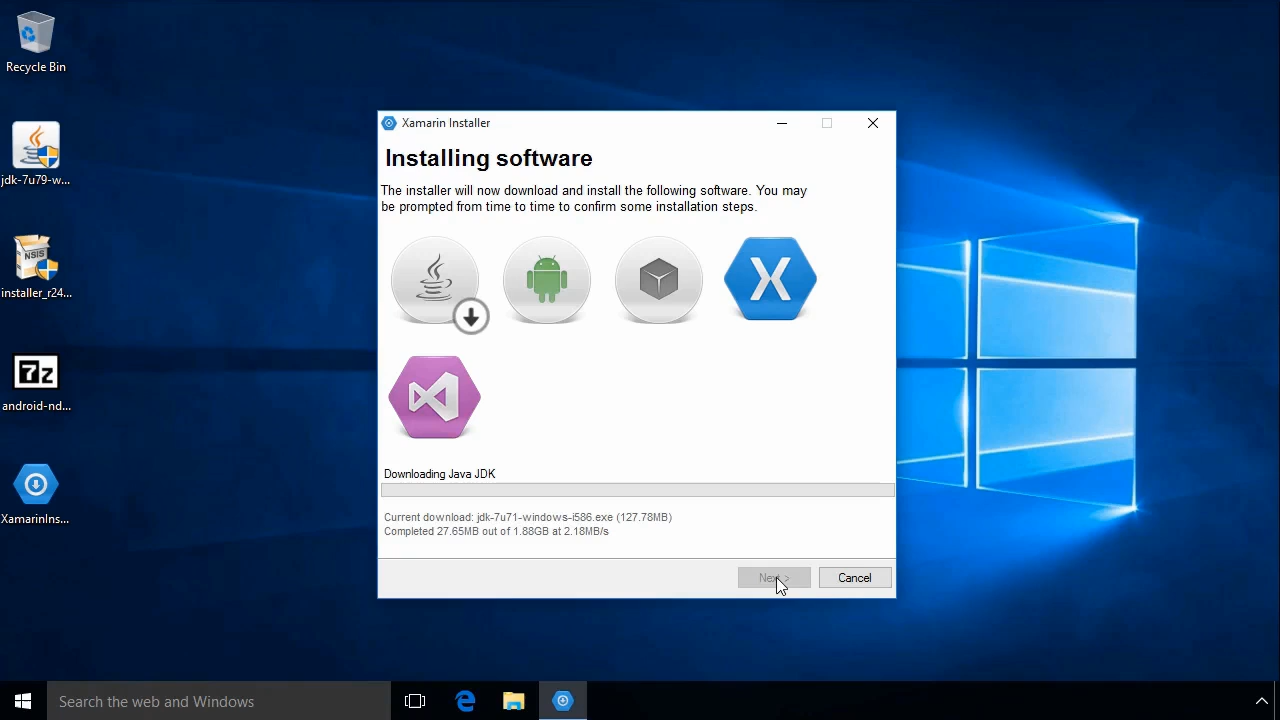 Recycle Bin
jdk-7u79-w...
NSIS
installer_r24...
7z
android-nd...
XamarinIns...
Xamarin Installer
Installing software
The installer will now download and install the following software. You may
be prompted from time to time to confirm some installation steps.
X
Downloading Java JDK
Current download: jdk-7u71-windows-i586.exe (127.78MB)
Completed 27.65MB out of 1.88GB at 2.18MB/s
Next >
Cancel
Search the web and Windows